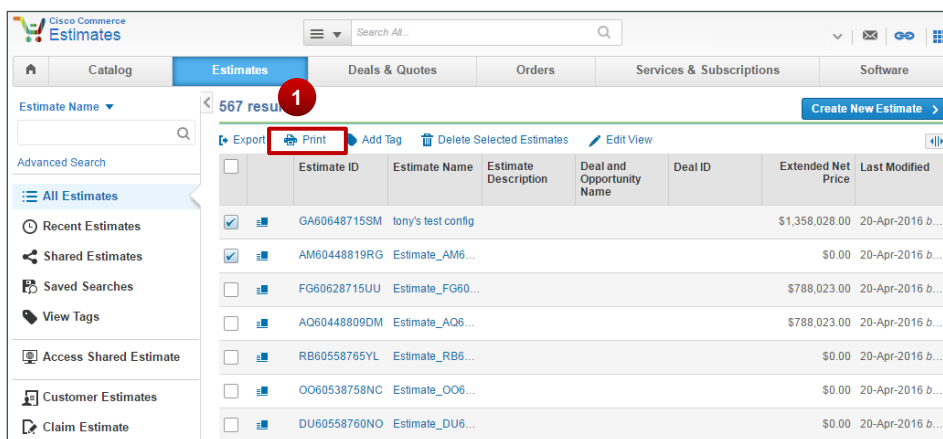 Cisco Commerce
Estimates
Search All...
Catalog Estimates Deals & Quotes Orders Services & Subscriptions Software
1
Estimate Name
567 resu
Create New Estimate
Export Print Add Tag Delete Selected Estimates Edit View
Advanced Search
Estimate ID Estimate Name Estimate Description Deal and Opportunity Name Deal ID Extended Net Price Last Modified
All Estimates
Recent Estimates
Shared Estimates
Saved Searches
View Tags
Access Shared Estimate
Customer Estimates
Claim Estimate
GA60648715SM tony's test config $1,358,028.00 20-Apr-2016 b...
AM60448819RG Estimate_AM6... $0.00 20-Apr-2016 b...
FG60628715UU Estimate_FG60... $788,023.00 20-Apr-2016 b...
AQ60448809DM Estimate_AQ6... $788,023.00 20-Apr-2016 b...
RB60558765YL Estimate_RB6... $0.00 20-Apr-2016 b...
OO60538758NC Estimate_OO6... $0.00 20-Apr-2016 b...
DU60558760NO Estimate_DU6... $0.00 20-Apr-2016 b...